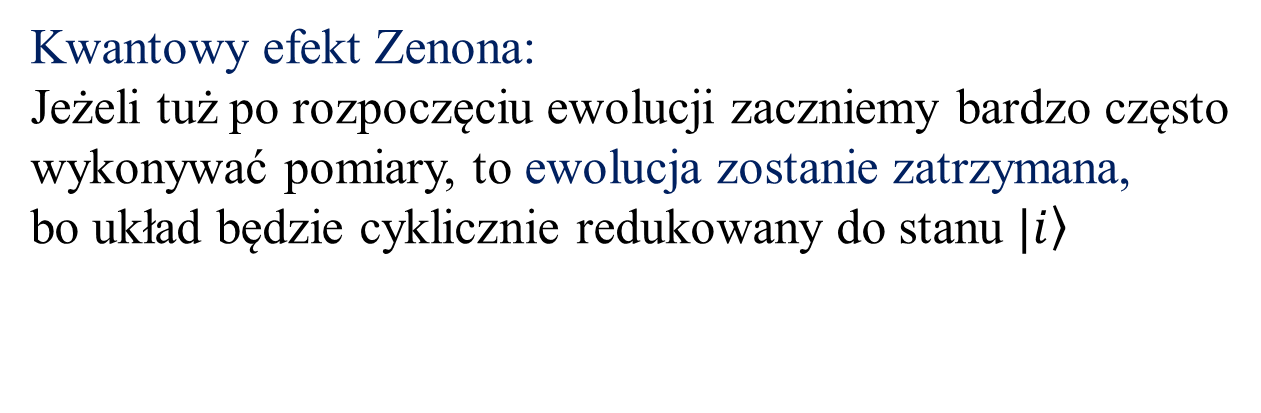 Kwantowy efekt Zenona:
Jeżeli tuż po rozpoczęciu ewolucji zaczniemy bardzo często
wykonywać pomiary, to ewolucja zostanie zatrzymana,
bo układ będzie cyklicznie redukowany do stanu |𝑖⟩